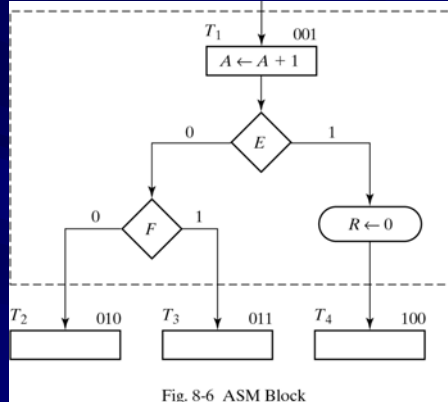 T1 001
A ← A + 1
0 1
E
0 1
F
R ← 0
T2 010 T3 011 T4 100
Fig. 8-6 ASM Block